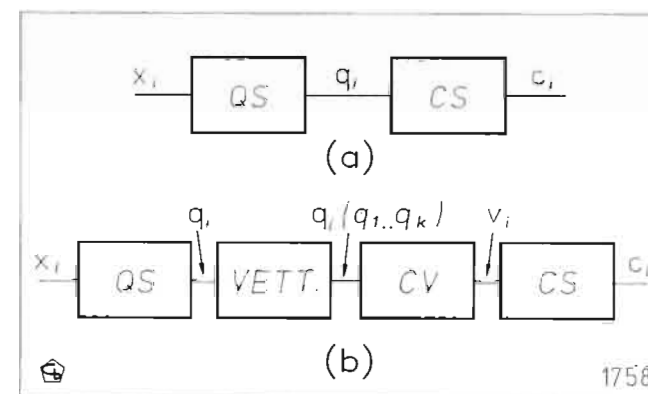 x_i QS q_i CS c_i
(a)
q_i q_i(q_1..q_k) v_i
x_i QS VETT. CV CS c_i
(b)
1758